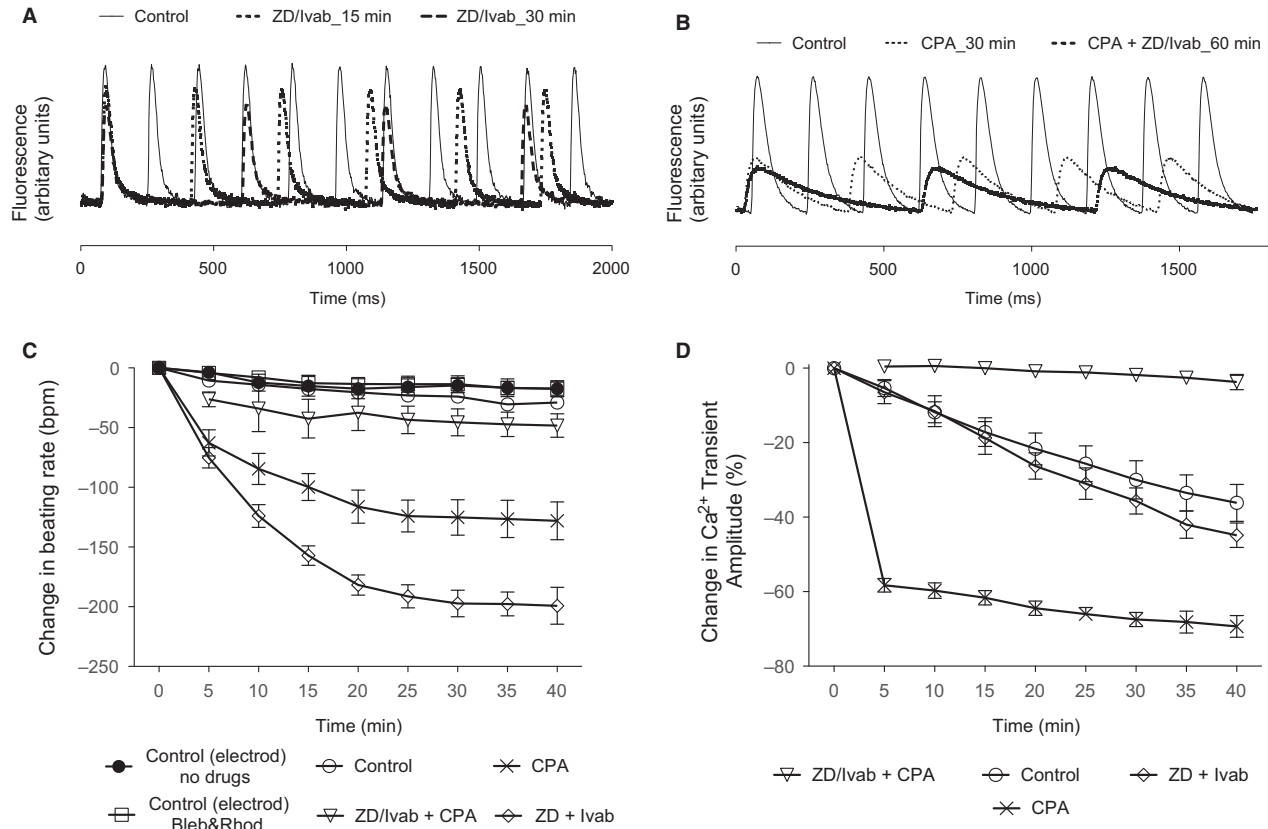 A
Control
ZD/Ivab_15 min
ZD/Ivab_30 min
Fluorescence
(arbitary units)
0
500
1000
1500
2000
Time (ms)
B
Control
CPA_30 min
CPA + ZD/Ivab_60 min
Fluorescence
(arbitary units)
0
500
1000
1500
Time (ms)
C
Change in beating rate (bpm)
0
–50
–100
–150
–200
–250
0 5 10 15 20 25 30 35 40
Time (min)
Control (electrod)
no drugs
Control
CPA
Control (electrod)
Bleb&Rhod
ZD/Ivab + CPA
ZD + Ivab
D
Change in Ca²⁺ Transient
Amplitude (%)
0
–20
–40
–60
–80
0 5 10 15 20 25 30 35 40
Time (min)
ZD/Ivab + CPA
Control
ZD + Ivab
CPA